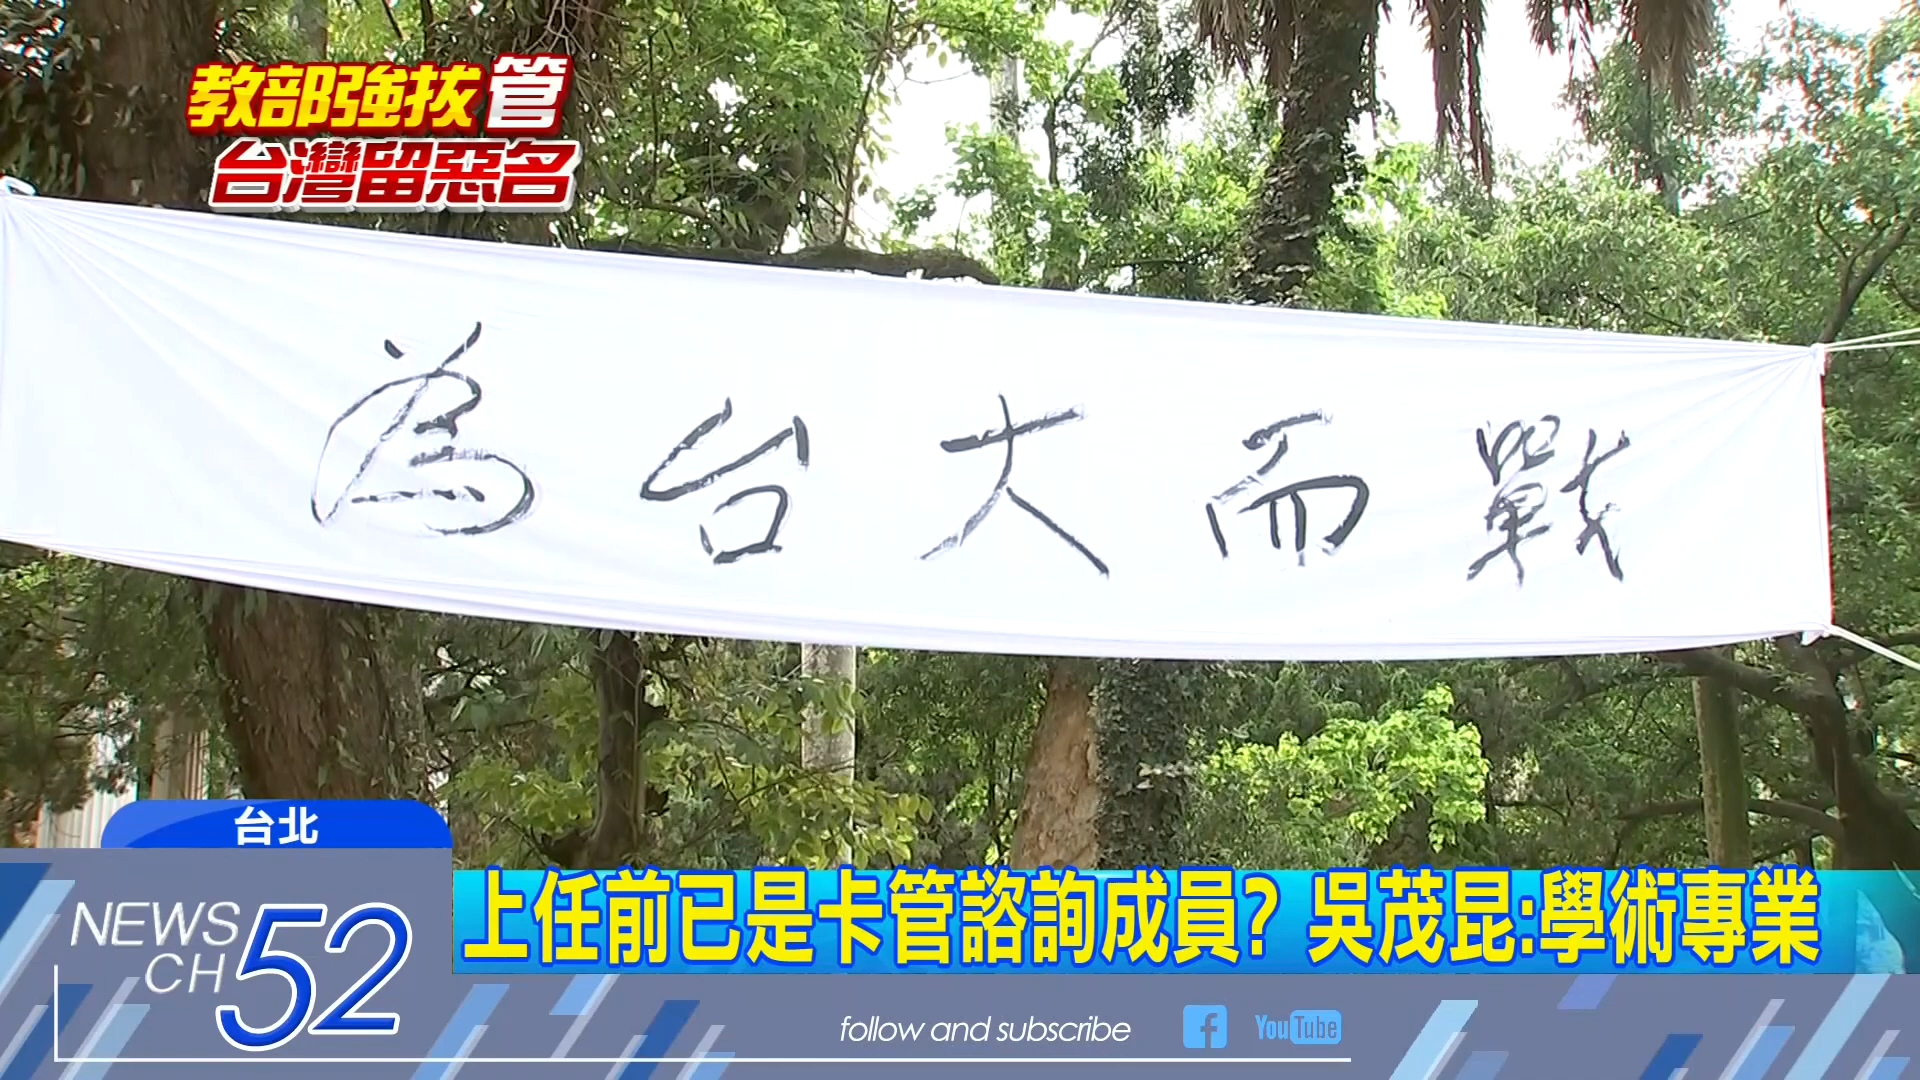 教部強拔管
台灣留惡名
為台大而戰
台北
上任前已是卡管諮詢成員? 吳茂昆:學術專業
NEWS
CH
52
follow and subscribe
YouTube